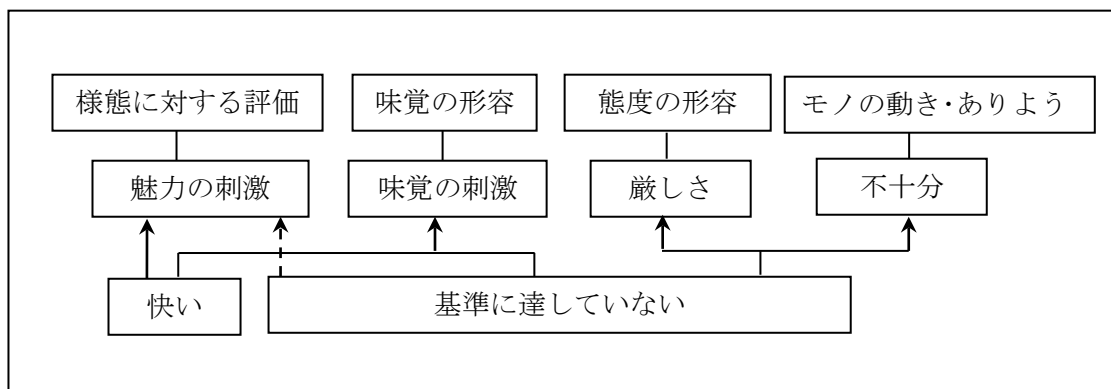 様態に対する評価
味覚の形容
態度の形容
モノの動き･ありよう
魅力の刺激
味覚の刺激
厳しさ
不十分
快い
基準に達していない